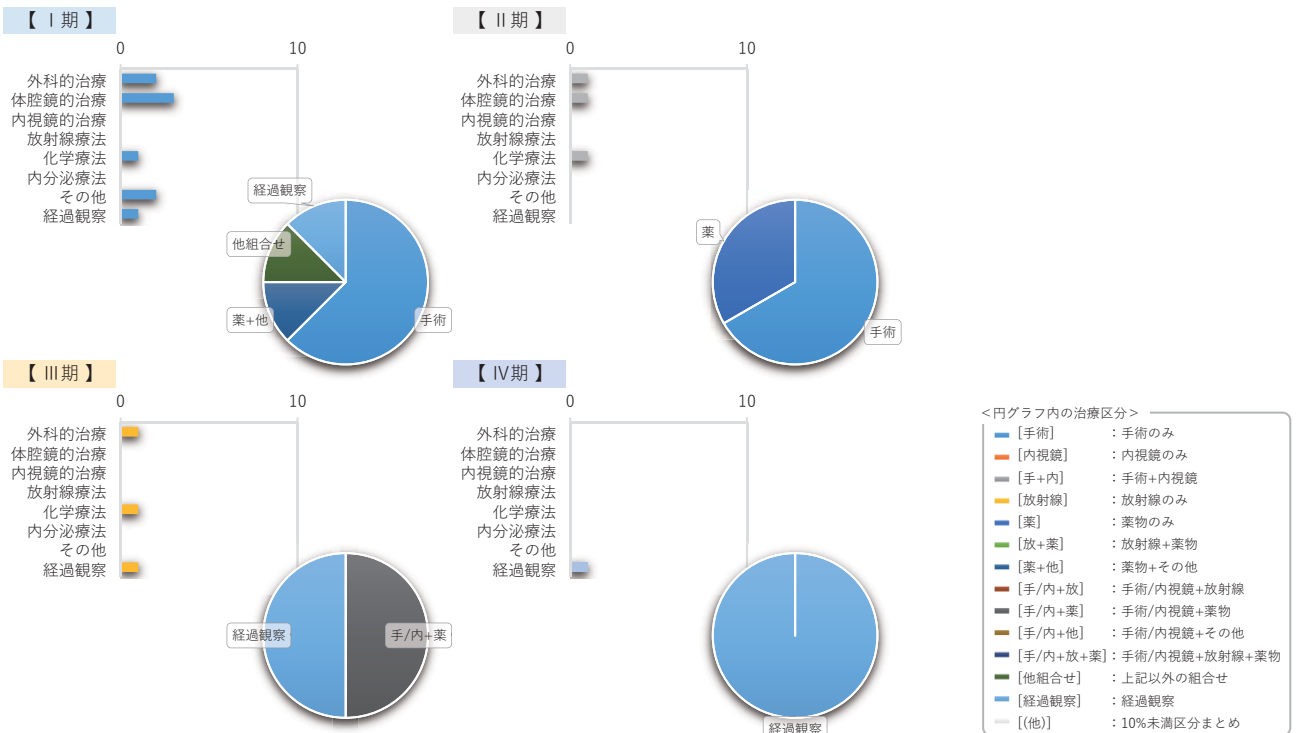 【 Ⅰ期 】
0 10
外科的治療
体腔鏡的治療
内視鏡的治療
放射線療法
化学療法
内分泌療法
その他
経過観察
経過観察
他組合せ
薬+他
手術
【 Ⅱ期 】
0 10
外科的治療
体腔鏡的治療
内視鏡的治療
放射線療法
化学療法
内分泌療法
その他
経過観察
薬
手術
【 Ⅲ期 】
0 10
外科的治療
体腔鏡的治療
内視鏡的治療
放射線療法
化学療法
内分泌療法
その他
経過観察
経過観察
手/内+薬
【 Ⅳ期 】
0 10
外科的治療
体腔鏡的治療
内視鏡的治療
放射線療法
化学療法
内分泌療法
その他
経過観察
経過観察
＜円グラフ内の治療区分＞
[手術] ：手術のみ
[内視鏡] ：内視鏡のみ
[手+内] ：手術+内視鏡
[放射線] ：放射線のみ
[薬] ：薬物のみ
[放+薬] ：放射線+薬物
[薬+他] ：薬物+その他
[手/内+放] ：手術/内視鏡+放射線
[手/内+薬] ：手術/内視鏡+薬物
[手/内+他] ：手術/内視鏡+その他
[手/内+放+薬]：手術/内視鏡+放射線+薬物
[他組合せ] ：上記以外の組合せ
[経過観察] ：経過観察
[(他)] ：10%未満区分まとめ